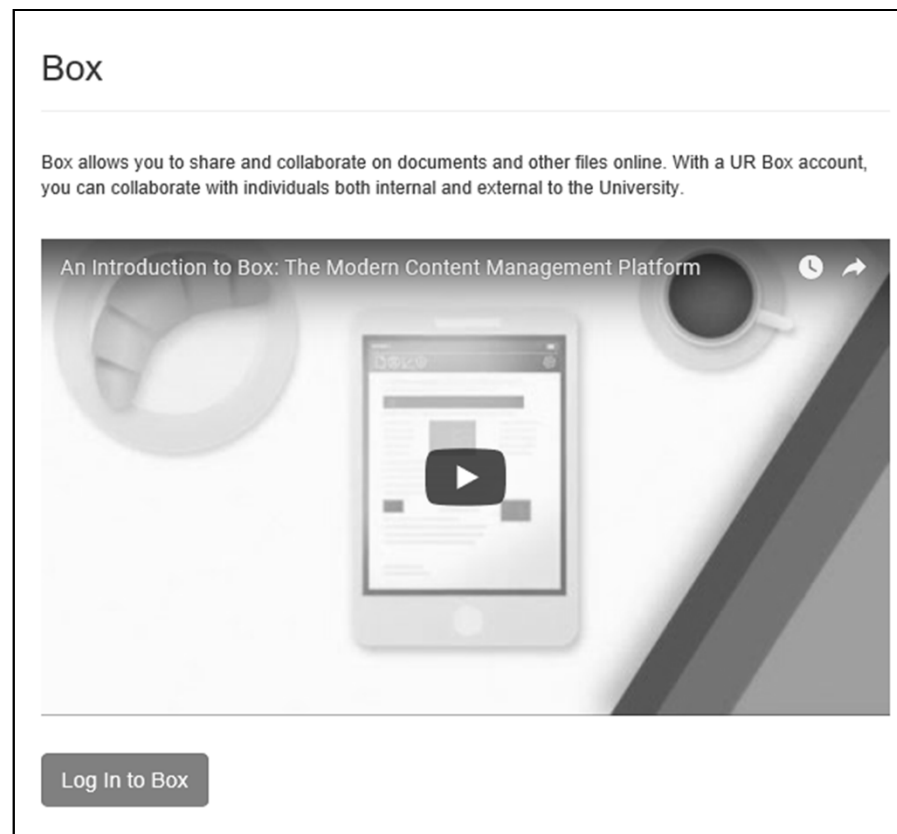 Box
Box allows you to share and collaborate on documents and other files online. With a UR Box account,
you can collaborate with individuals both internal and external to the University.
An Introduction to Box: The Modern Content Management Platform
Log In to Box